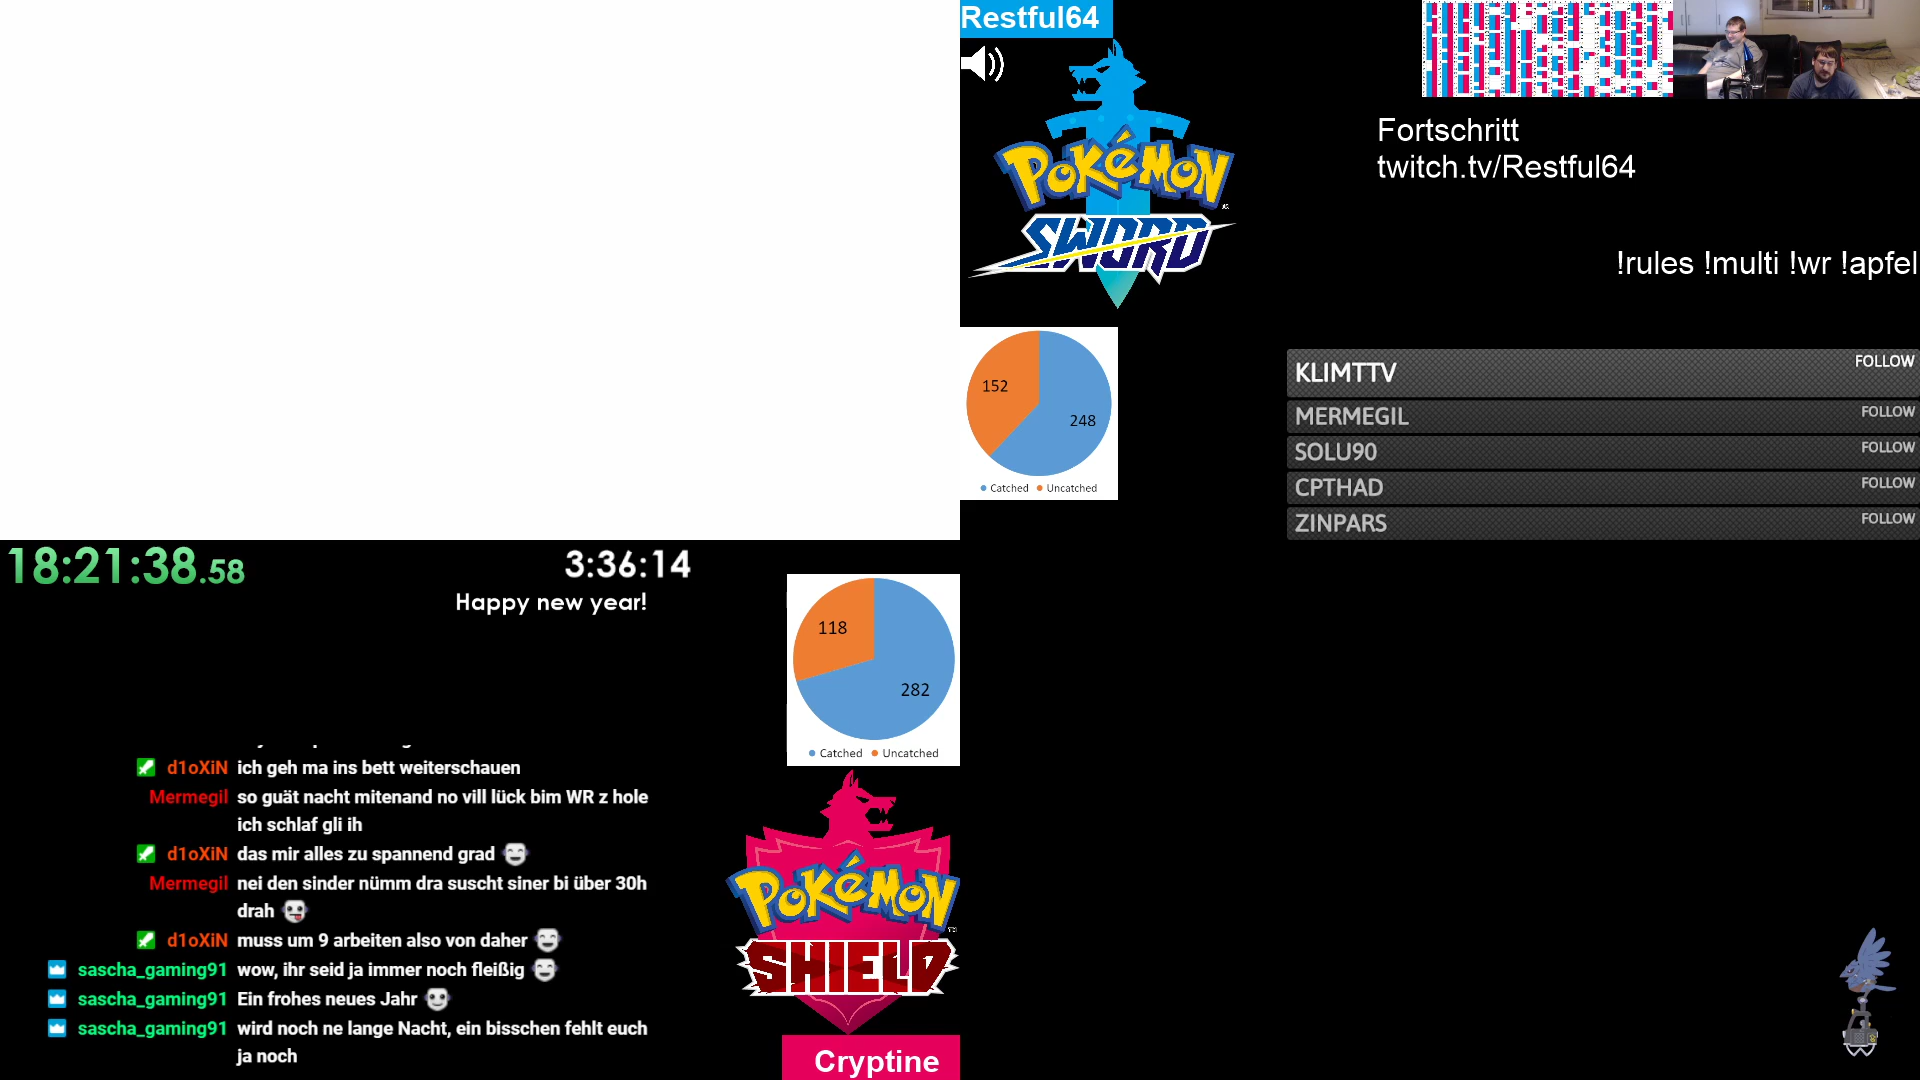 Restful64
POKéMON
SWORD
Fortschritt
twitch.tv/Restful64
!rules !multi !wr !apfel
152
248
Catched Uncatched
KLIMTTV FOLLOW
MERMEGIL FOLLOW
SOLU90 FOLLOW
CPTHAD FOLLOW
ZINPARS FOLLOW
18:21:38.58
3:36:14
Happy new year!
118
282
Catched Uncatched
d1oXiN ich geh ma ins bett weiterschauen
Mermegil so guät nacht mitenand no vill lück bim WR z hole
ich schlaf gli ih
d1oXiN das mir alles zu spannend grad
Mermegil nei den sinder nümm dra suscht siner bi über 30h
drah
d1oXiN muss um 9 arbeiten also von daher
sascha_gaming91 wow, ihr seid ja immer noch fleißig
sascha_gaming91 Ein frohes neues Jahr
sascha_gaming91 wird noch ne lange Nacht, ein bisschen fehlt euch
ja noch
POKéMON
SHIELD
Cryptine